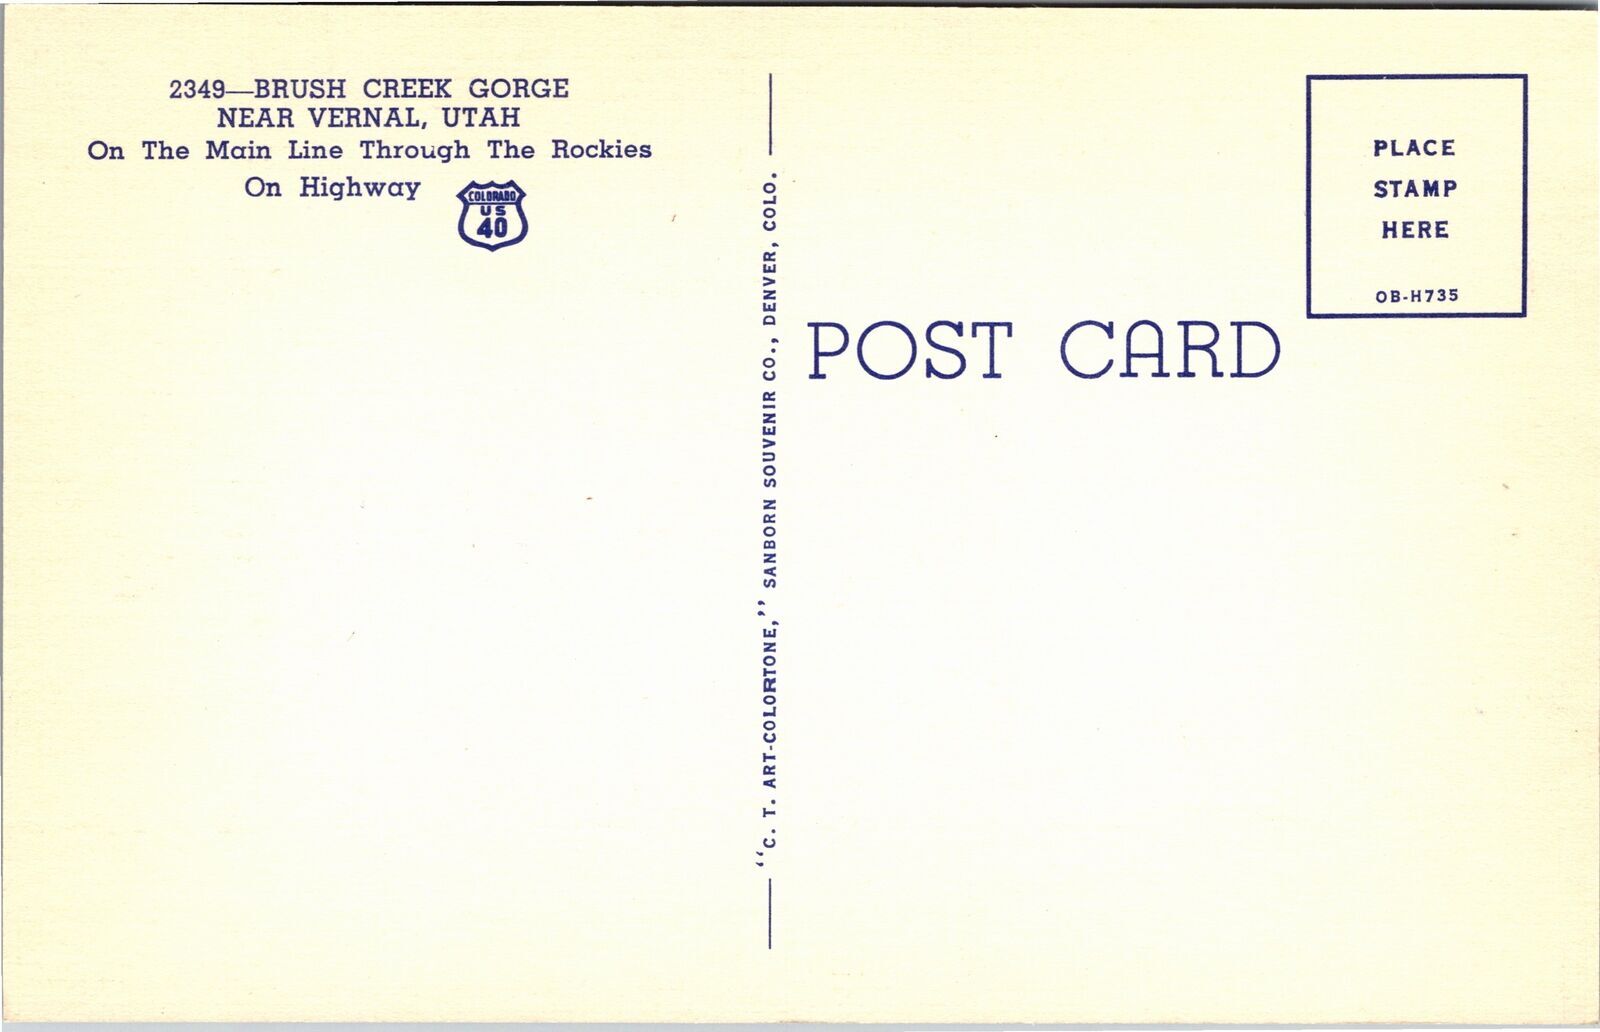 2349—BRUSH CREEK GORGE
NEAR VERNAL, UTAH
On The Main Line Through The Rockies
On Highway
COLORADO
US
40
"C. T. ART-COLORTONE," SANBORN SOUVENIR CO., DENVER, COLO.
POST CARD
PLACE
STAMP
HERE
OB-H735